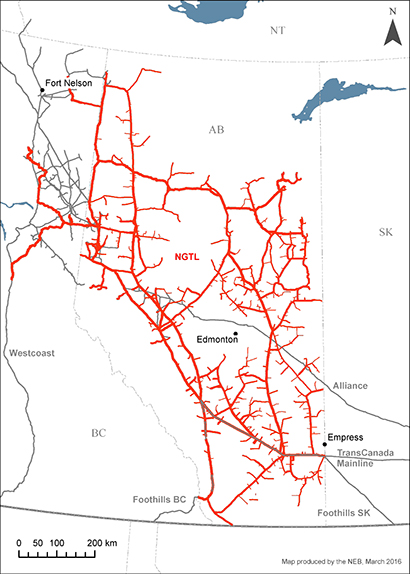 N
NT
Fort Nelson
AB
SK
NGTL
Edmonton
Westcoast
Alliance
BC
Empress
TransCanada
Mainline
Foothills BC
Foothills SK
0 50 100 200 km
Map produced by the NEB, March 2016